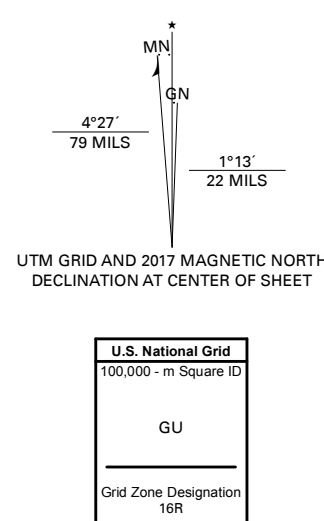 MN
GN
4°27´
79 MILS
1°13´
22 MILS
UTM GRID AND 2017 MAGNETIC NORTH
DECLINATION AT CENTER OF SHEET
U.S. National Grid
100,000 - m Square ID
GU
Grid Zone Designation
16R